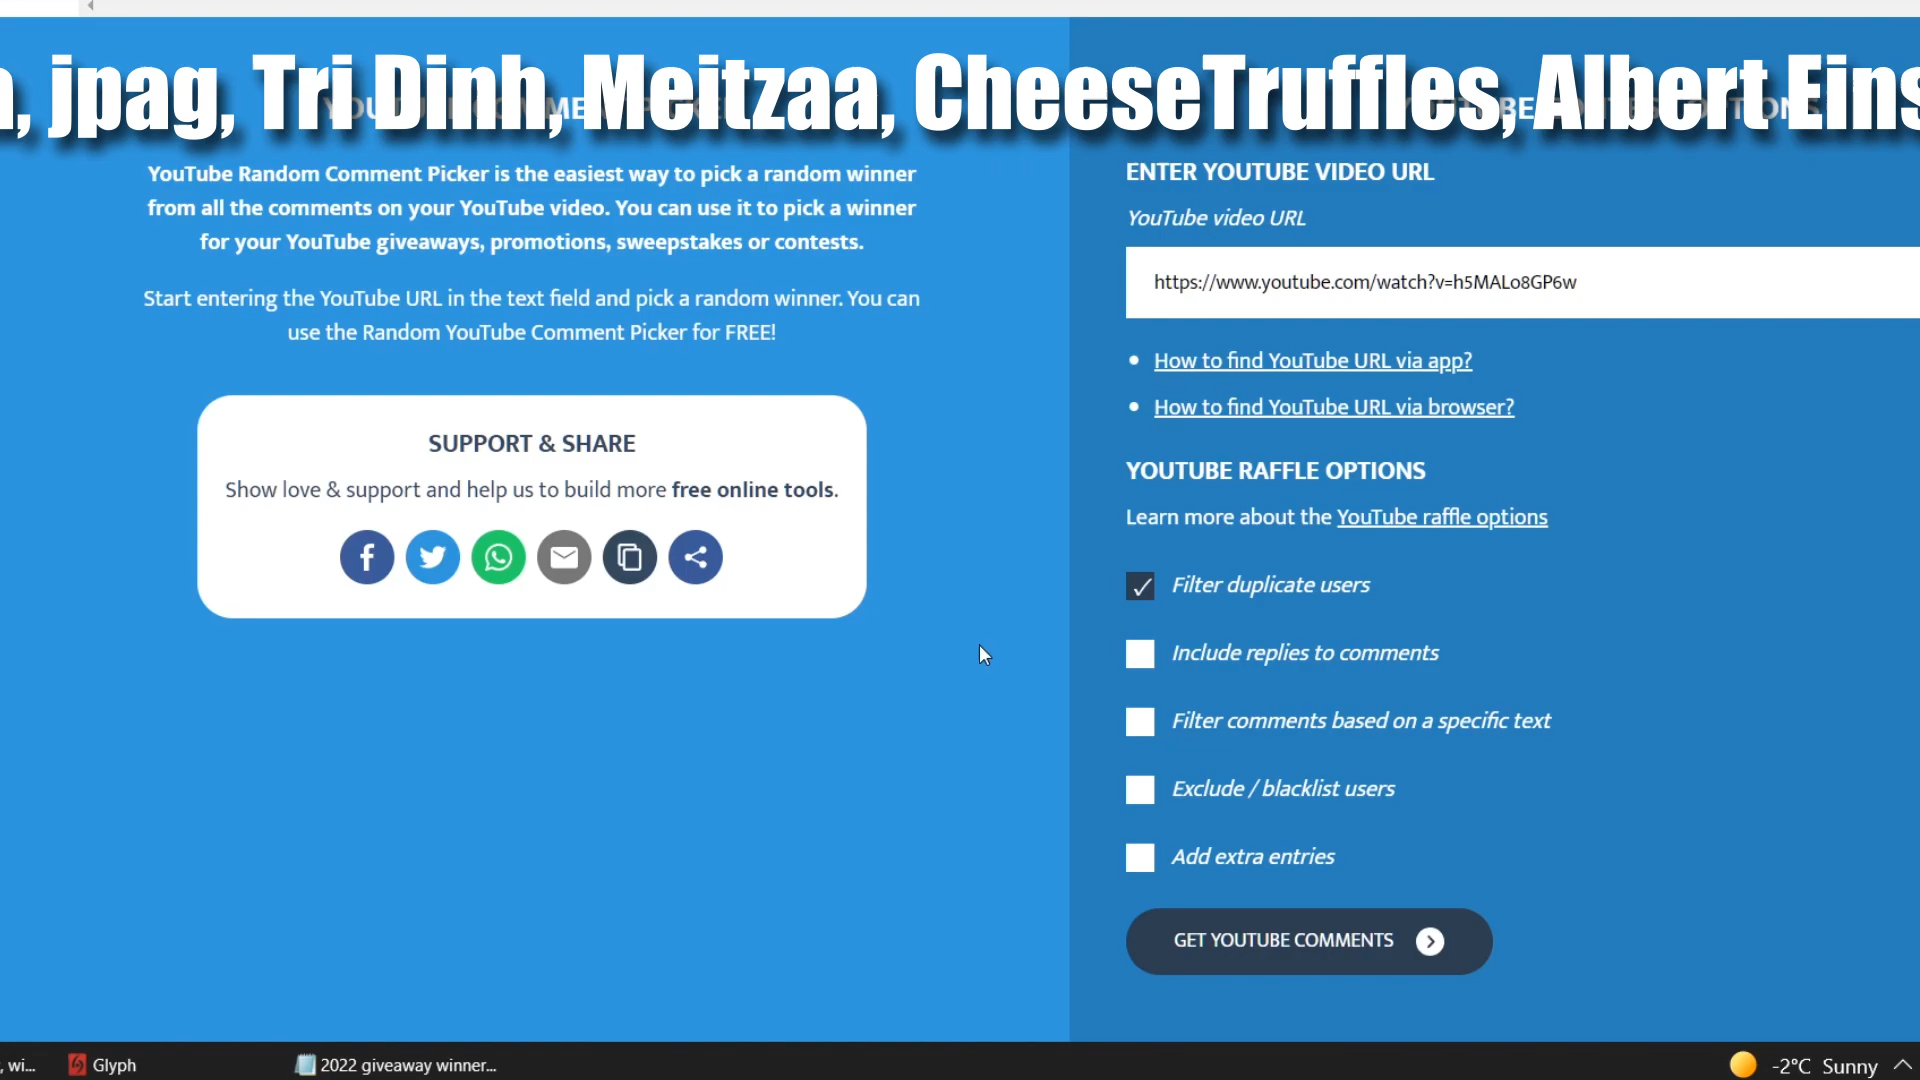 , jpag, Tri Dinh, Meitzaa, CheeseTruffles, Albert Eins
YouTube Random Comment Picker is the easiest way to pick a random winner
from all the comments on your YouTube video. You can use it to pick a winner
for your YouTube giveaways, promotions, sweepstakes or contests.
Start entering the YouTube URL in the text field and pick a random winner. You can
use the Random YouTube Comment Picker for FREE!
SUPPORT & SHARE
Show love & support and help us to build more free online tools.
ENTER YOUTUBE VIDEO URL
YouTube video URL
https://www.youtube.com/watch?v=h5MALo8GP6w
How to find YouTube URL via app?
How to find YouTube URL via browser?
YOUTUBE RAFFLE OPTIONS
Learn more about the YouTube raffle options
Filter duplicate users
Include replies to comments
Filter comments based on a specific text
Exclude / blacklist users
Add extra entries
GET YOUTUBE COMMENTS
, wi... Glyph 2022 giveaway winner... -2°C Sunny